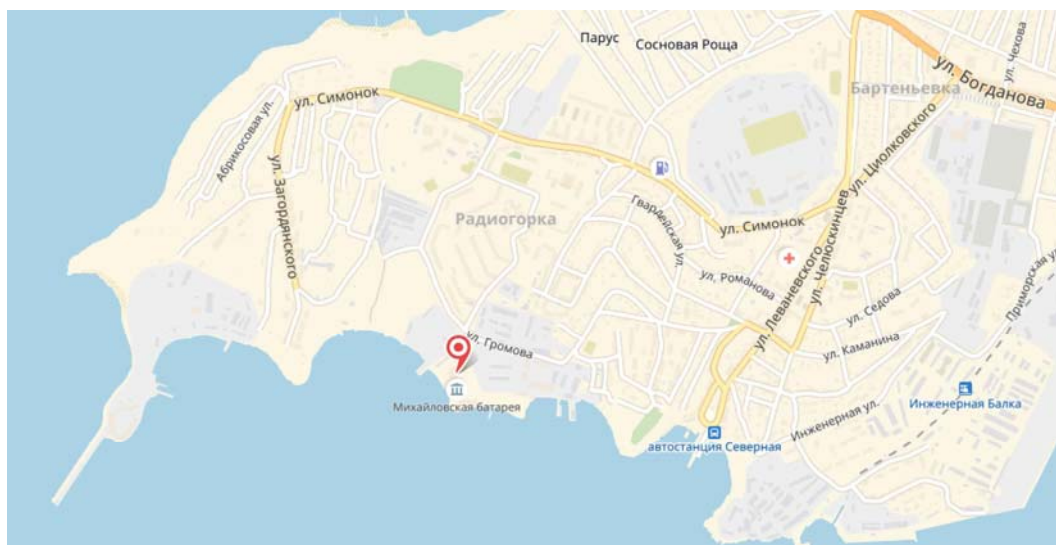 Парус
Сосновая Роща
ул. Чехова
ул. Богданова
Бартеньевка
ул. Симонок
Абрикосовая ул.
ул. Циолковского
ул. Загордянского
Радиогорка
Гвардейская ул.
ул. Симонок
ул. Челюскинцев
ул. Романова
ул. Леваневского
ул. Седова
Приморская ул.
ул. Громова
ул. Каманина
Михайловская батарея
Инженерная Балка
Инженерная ул.
автостанция Северная